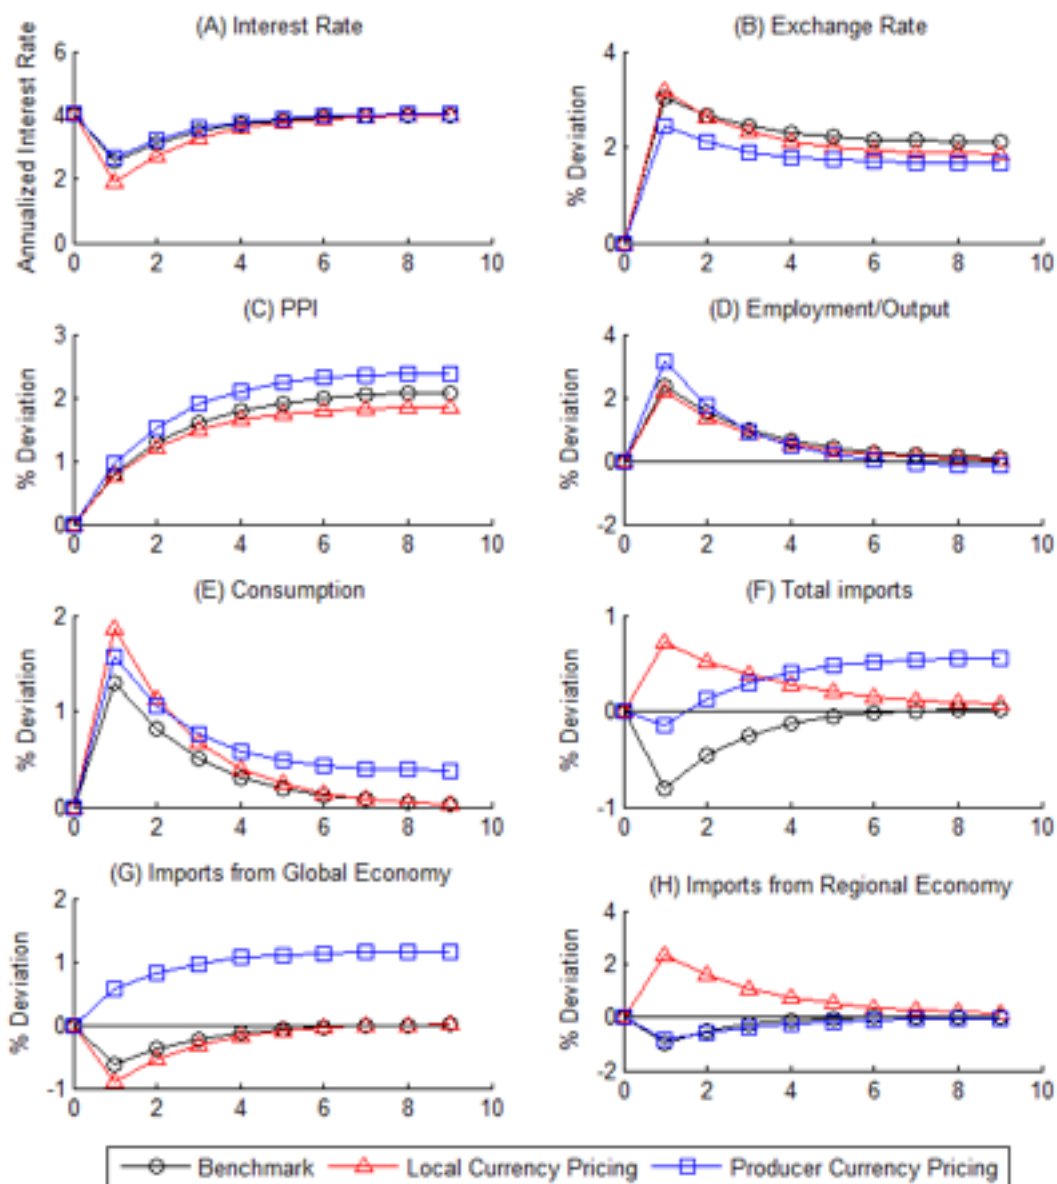 (A) Interest Rate
Annualized Interest Rate
6
4
2
0
0 2 4 6 8 10
(B) Exchange Rate
% Deviation
4
2
0
0 2 4 6 8 10
(C) PPI
% Deviation
3
2
1
0
0 2 4 6 8 10
(D) Employment/Output
% Deviation
4
2
0
-2
0 2 4 6 8 10
(E) Consumption
% Deviation
2
1
0
0 2 4 6 8 10
(F) Total imports
% Deviation
1
0
-1
0 2 4 6 8 10
(G) Imports from Global Economy
% Deviation
2
1
0
-1
0 2 4 6 8 10
(H) Imports from Regional Economy
% Deviation
4
2
0
-2
0 2 4 6 8 10
Benchmark Local Currency Pricing Producer Currency Pricing